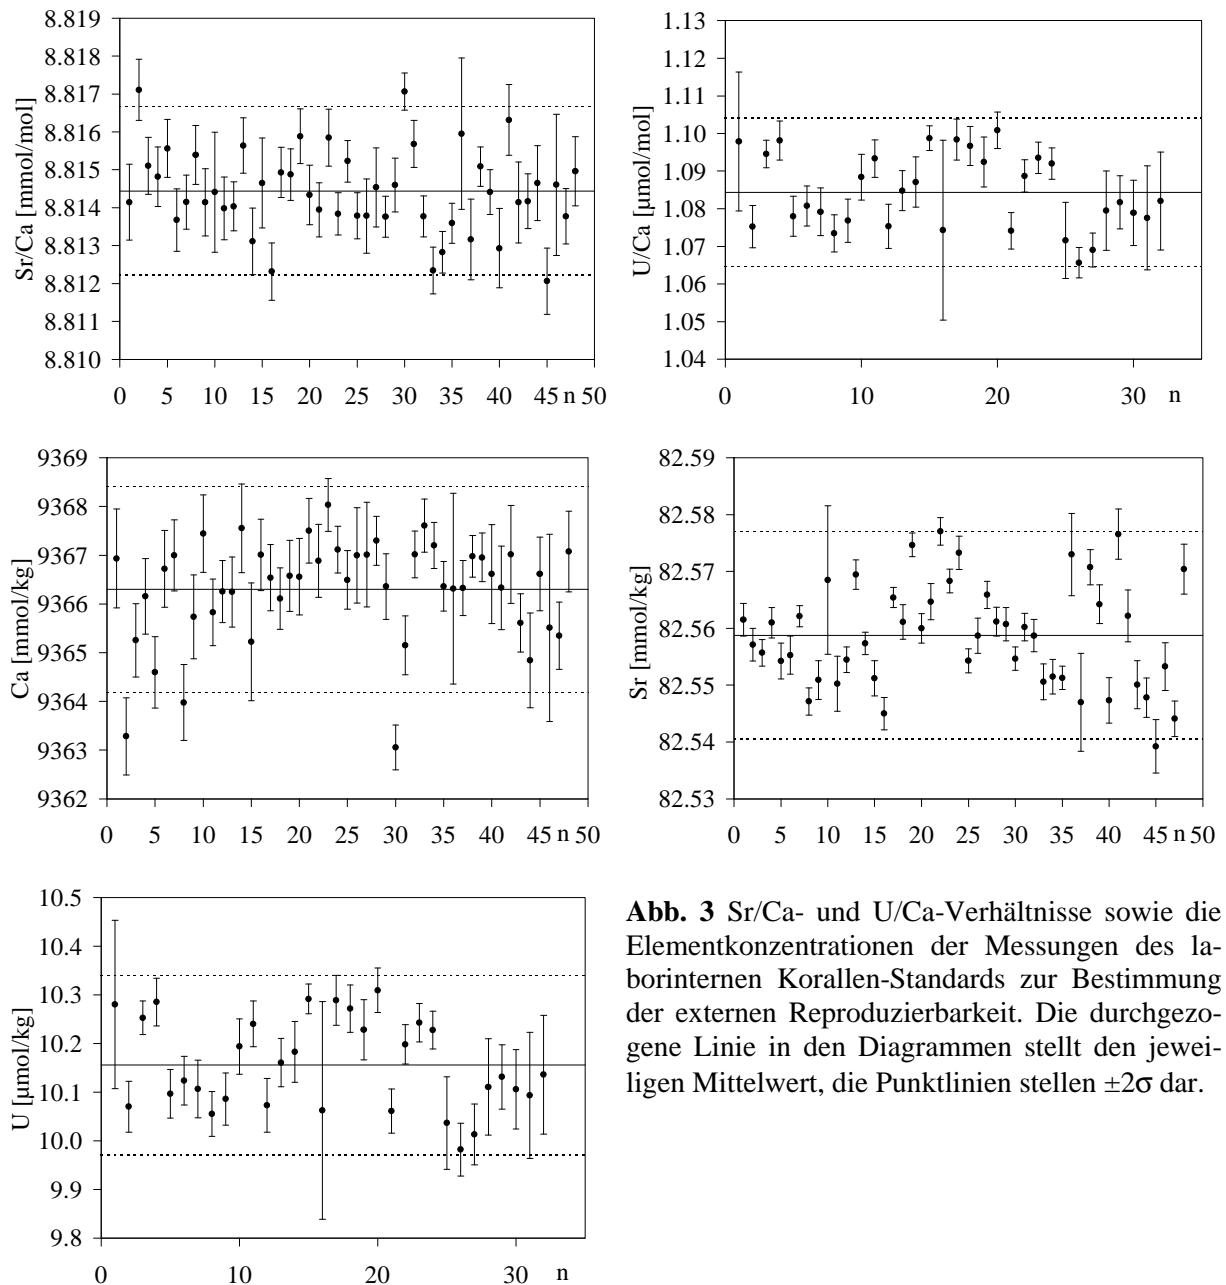 8.819
8.818
8.817
8.816
8.815
8.814
8.813
8.812
8.811
8.810
Sr/Ca [mmol/mol]
0 5 10 15 20 25 30 35 40 45 n 50
1.13
1.12
1.11
1.10
1.09
1.08
1.07
1.06
1.05
1.04
U/Ca [µmol/mol]
0 10 20 30 n
9369
9368
9367
9366
9365
9364
9363
9362
Ca [mmol/kg]
0 5 10 15 20 25 30 35 40 45 n 50
82.59
82.58
82.57
82.56
82.55
82.54
82.53
Sr [mmol/kg]
0 5 10 15 20 25 30 35 40 45 n 50
10.5
10.4
10.3
10.2
10.1
10.0
9.9
9.8
U [µmol/kg]
0 10 20 30 n
Abb. 3 Sr/Ca- und U/Ca-Verhältnisse sowie die
Elementkonzentrationen der Messungen des la-
borinternen Korallen-Standards zur Bestimmung
der externen Reproduzierbarkeit. Die durchgezo-
gene Linie in den Diagrammen stellt den jewei-
ligen Mittelwert, die Punktlinien stellen ±2σ dar.